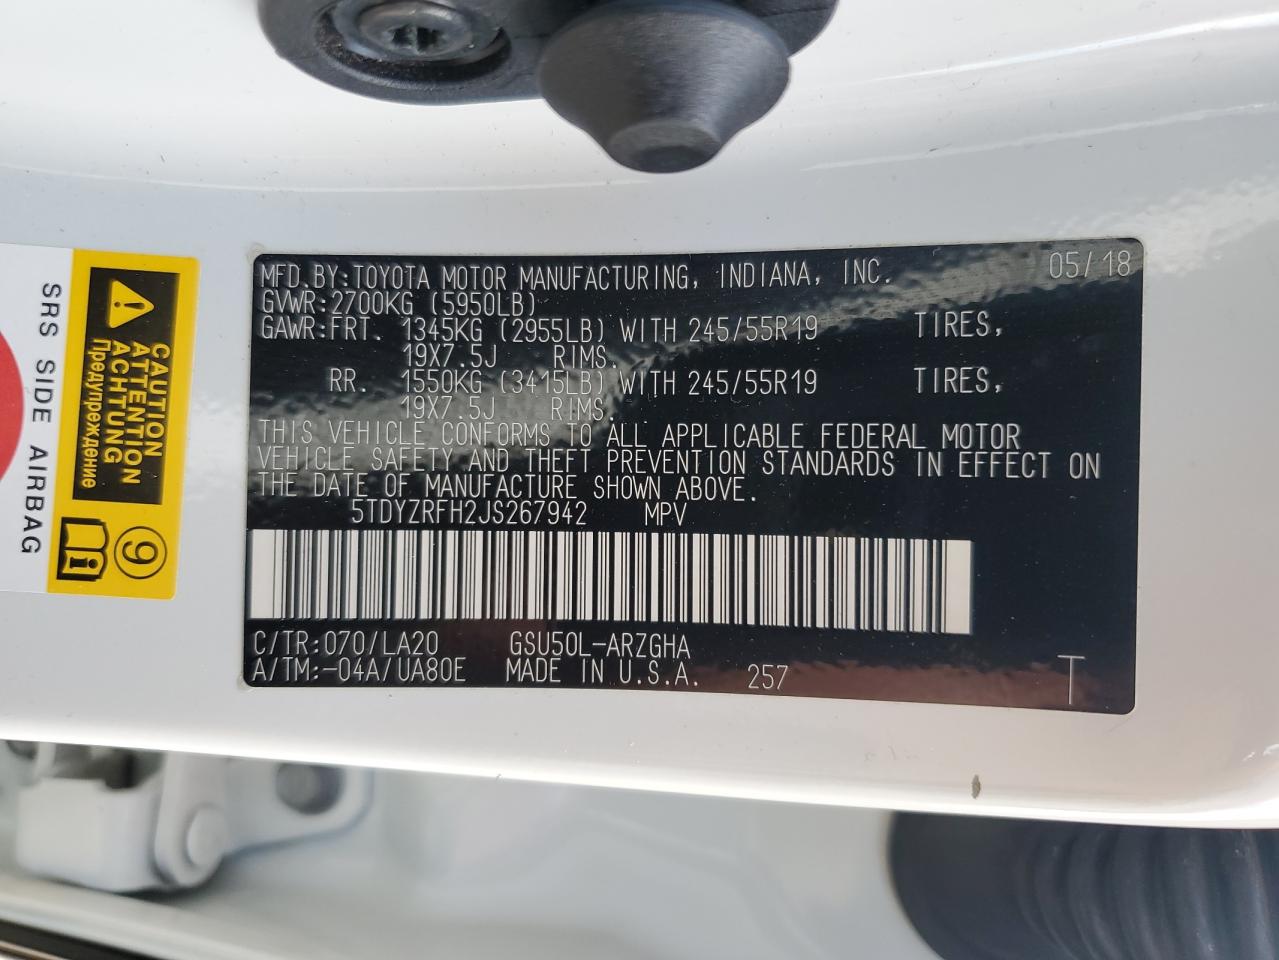 MFD.BY:TOYOTA MOTOR MANUFACTURING, INDIANA, INC. 05/18
GVWR:2700KG (5950LB)
GAWR:FRT. 1345KG (2955LB) WITH 245/55R19 TIRES,
19X7.5J RIMS.
RR. 1550KG (3415LB) WITH 245/55R19 TIRES,
19X7.5J RIMS.
THIS VEHICLE CONFORMS TO ALL APPLICABLE FEDERAL MOTOR
VEHICLE SAFETY AND THEFT PREVENTION STANDARDS IN EFFECT ON
THE DATE OF MANUFACTURE SHOWN ABOVE.
5TDYZRFH2JS267942 MPV
C/TR:070/LA20 GSU50L-ARZGHA
A/TM:-04A/UA80E MADE IN U.S.A. 257 T
CAUTION
ATTENTION
ACHTUNG
Предупреждение
9
SRS SIDE AIRBAG